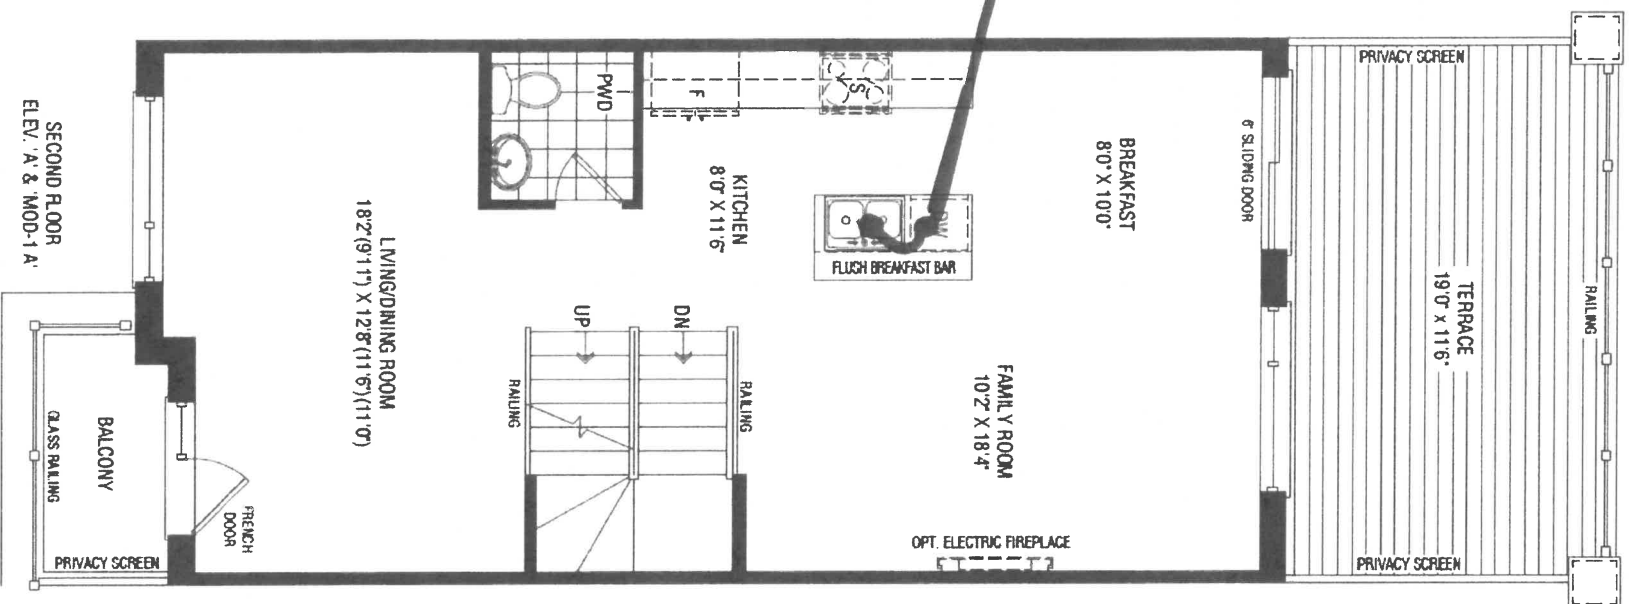 PRIVACY SCREEN
PWD
F
S
SECOND FLOOR
ELEV. 'A' & 'MOD-1 A'
BREAKFAST
8'0" X 10'0"
6' SLIDING DOOR
KITCHEN
8'0" X 11'6"
DW
FLUSH BREAKFAST BAR
LIVING/DINING ROOM
18'2"(9'11") X 12'8"(11'6")(11'0")
UP
DN
TERRACE
19'0" X 11'6"
RAILING
RAILING
RAILING
FAMILY ROOM
10'2" X 18'4"
BALCONY
GLASS RAILING
FRENCH
DOOR
OPT. ELECTRIC FIREPLACE
PRIVACY SCREEN
PRIVACY SCREEN